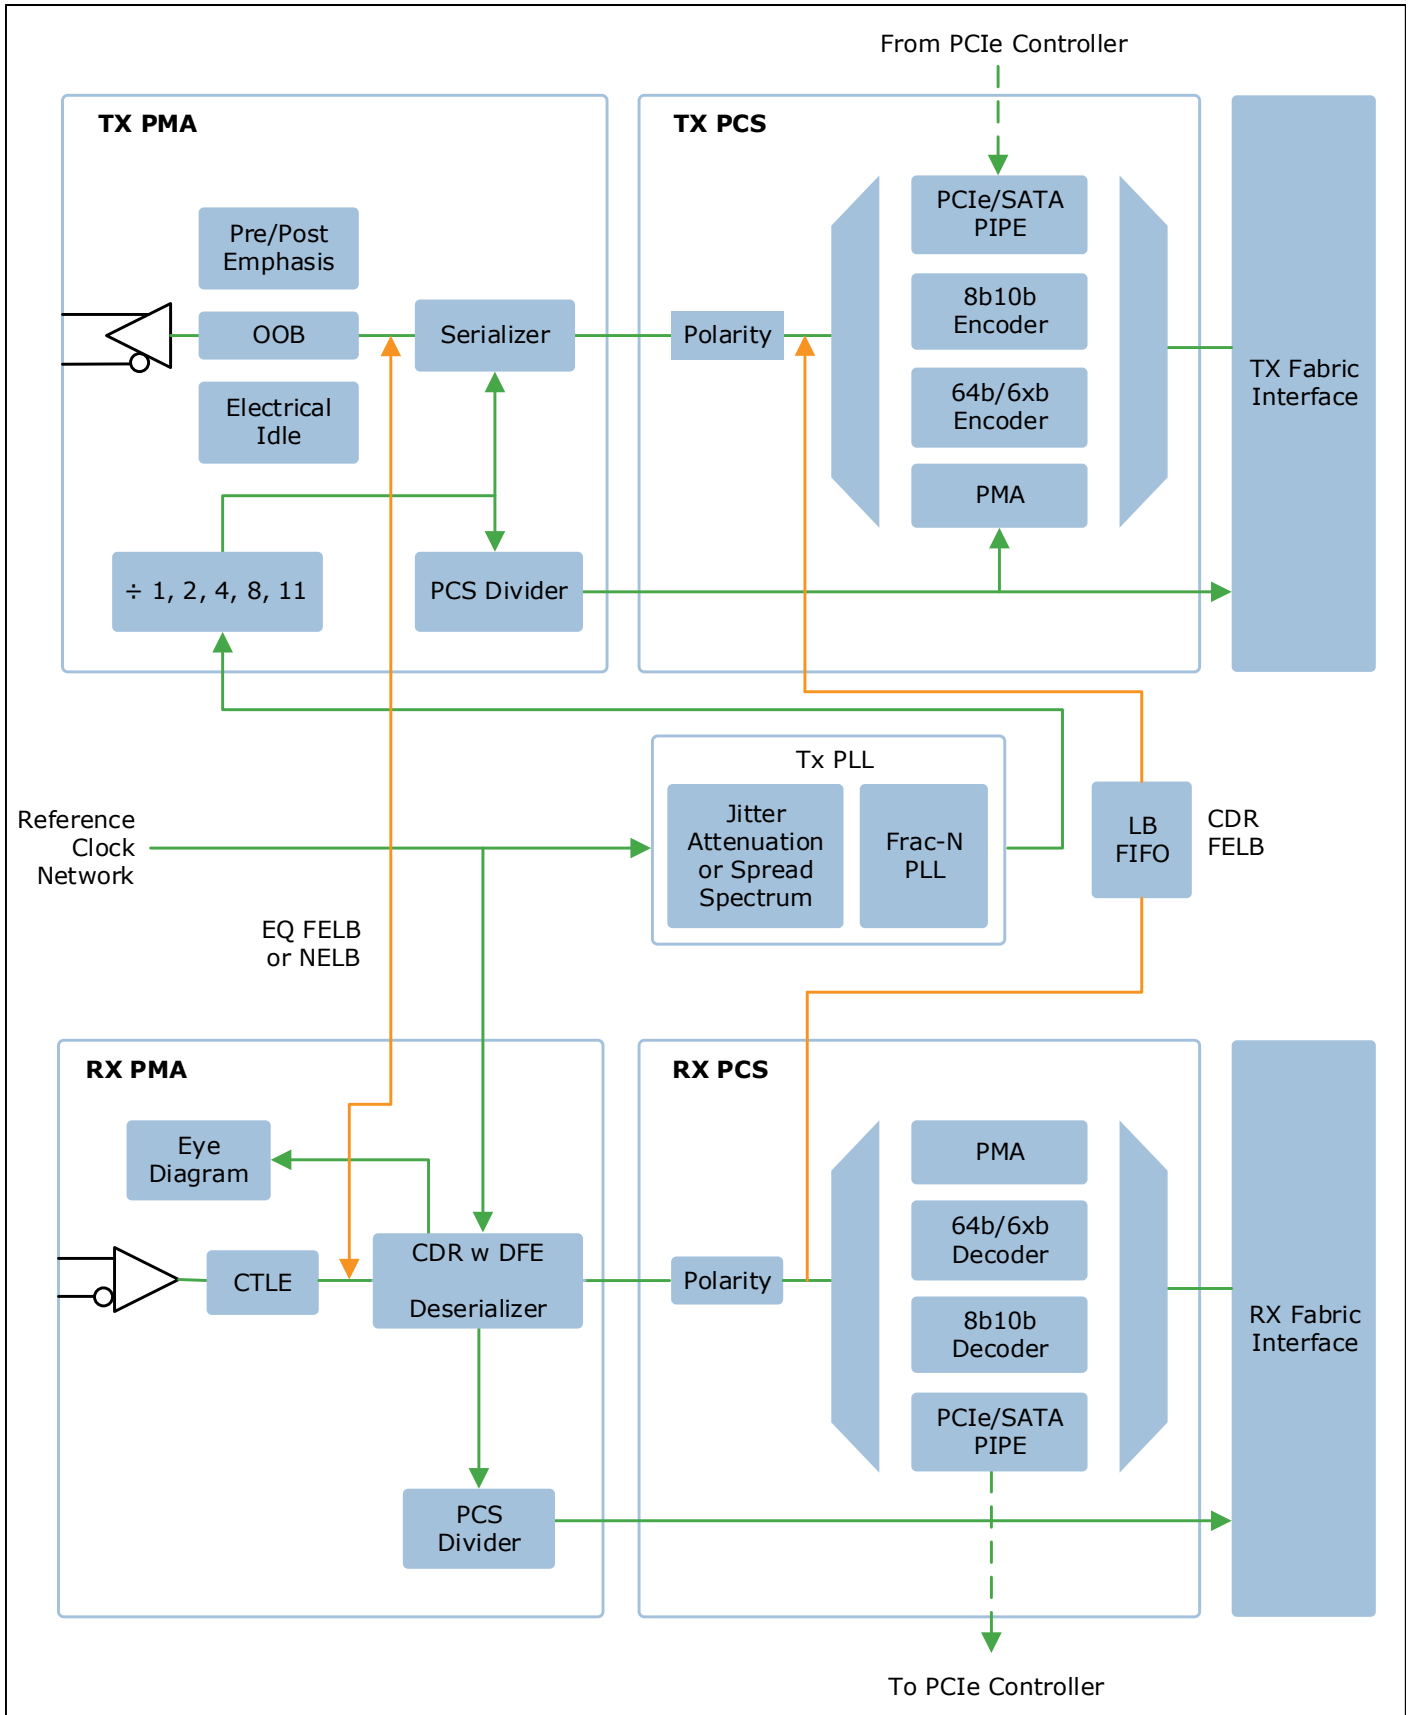 From PCIe Controller
TX PMA
TX PCS
PCIe/SATA
PIPE
Pre/Post
Emphasis
8b10b
Encoder
OOB
Serializer
Polarity
TX Fabric
Interface
Electrical
Idle
64b/6xb
Encoder
PMA
÷ 1, 2, 4, 8, 11
PCS Divider
Tx PLL
Reference
Clock
Network
Jitter
Attenuation
or Spread
Spectrum
Frac-N
PLL
LB
FIFO
CDR
FELB
EQ FELB
or NELB
RX PMA
RX PCS
Eye
Diagram
PMA
64b/6xb
Decoder
CTLE
CDR w DFE
Deserializer
Polarity
8b10b
Decoder
RX Fabric
Interface
PCIe/SATA
PIPE
PCS
Divider
To PCIe Controller